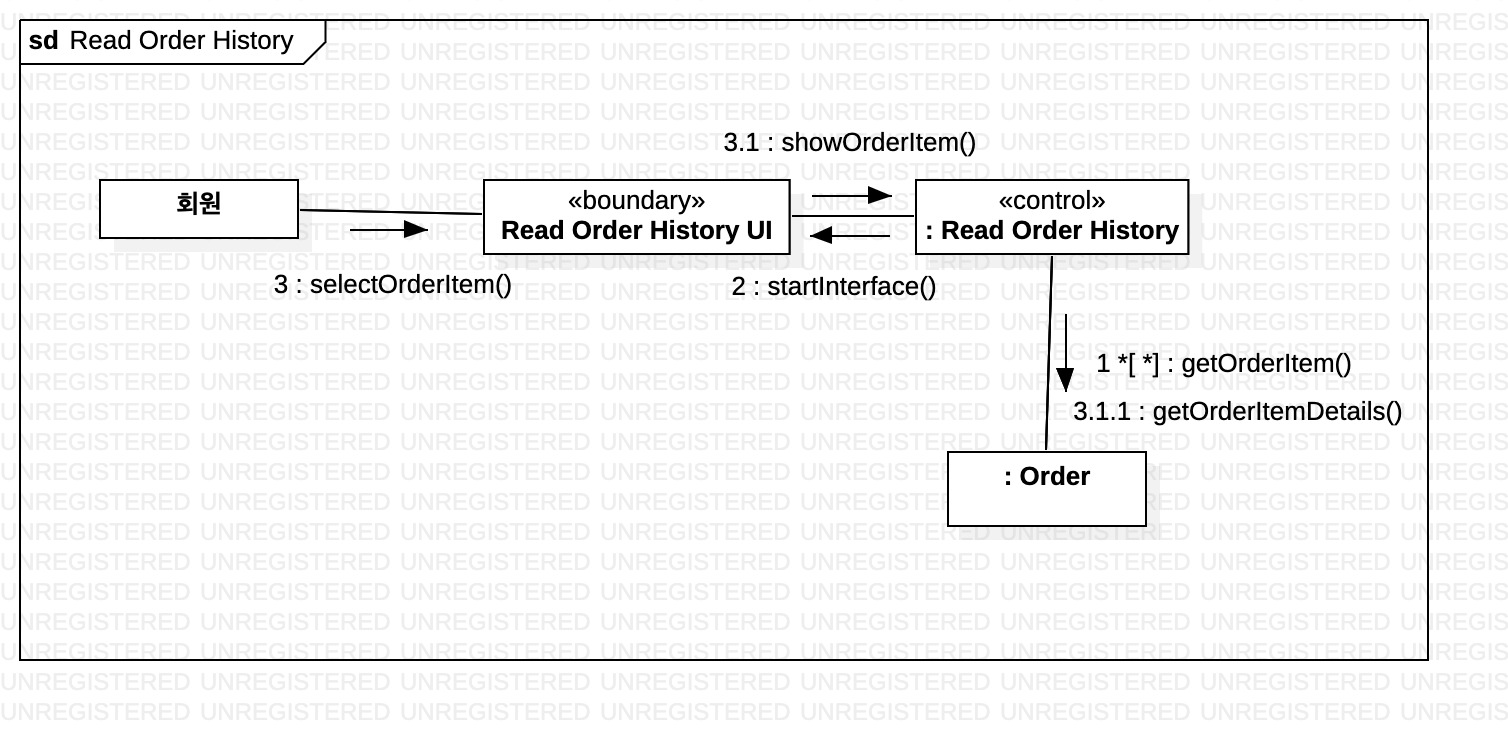 sd Read Order History
3.1 : showOrderItem()
회원
«boundary»
Read Order History UI
«control»
: Read Order History
3 : selectOrderItem()
2 : startInterface()
1 *[ *] : getOrderItem()
3.1.1 : getOrderItemDetails()
: Order
UNREGISTERED